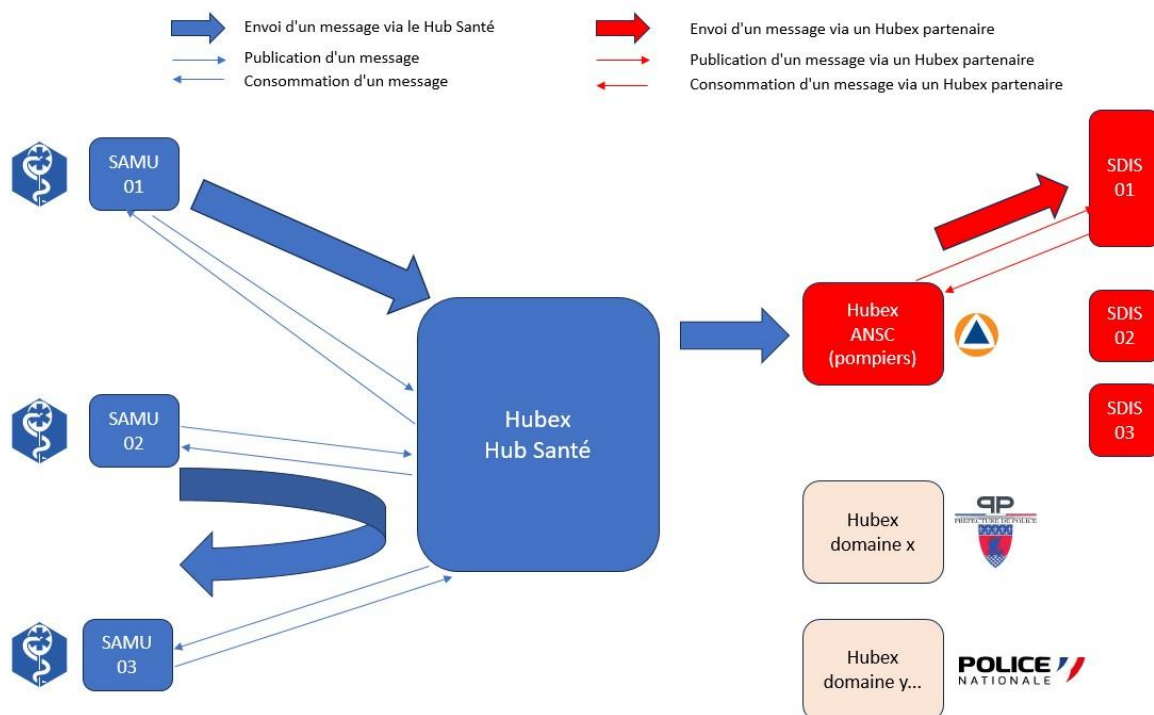 Envoi d'un message via le Hub Santé
Publication d'un message
Consommation d'un message
Envoi d'un message via un Hubex partenaire
Publication d'un message via un Hubex partenaire
Consommation d'un message via un Hubex partenaire
SAMU
01
SDIS
01
Hubex
ANSC
(pompiers)
SDIS
02
SAMU
02
Hubex
Hub Santé
SDIS
03
Hubex
domaine x
PP
PRÉFECTURE DE POLICE
SAMU
03
Hubex
domaine y...
POLICE
NATIONALE